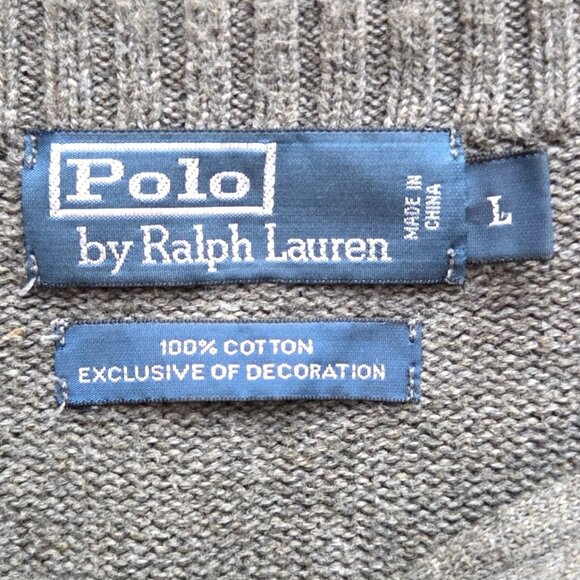 Polo
by Ralph Lauren
MADE IN
CHINA
L
100% COTTON
EXCLUSIVE OF DECORATION